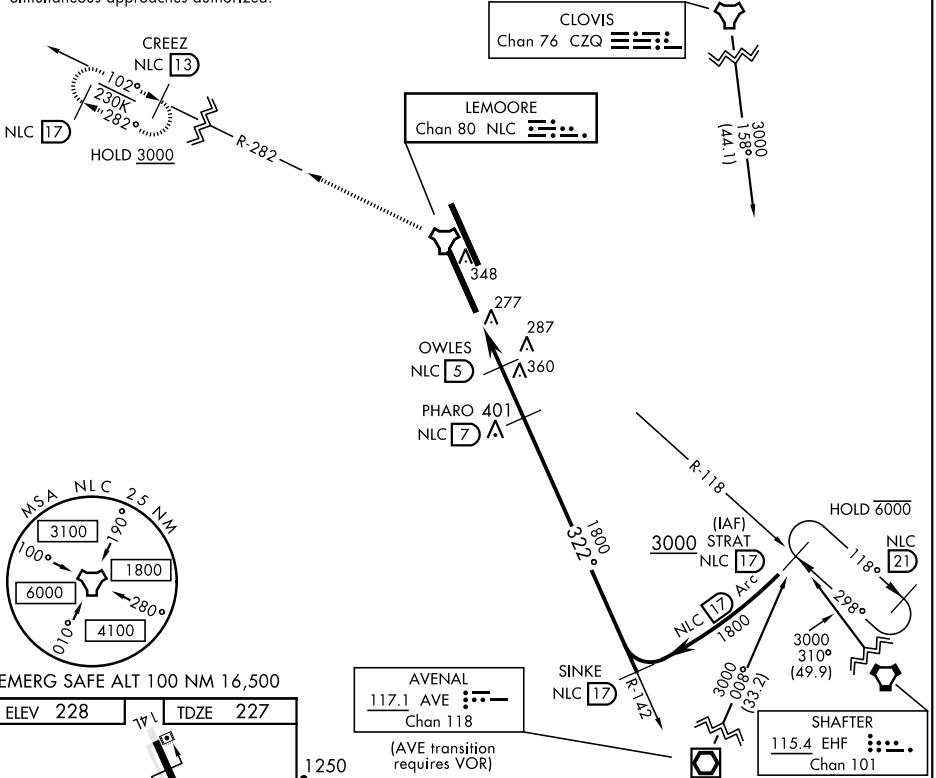 simultaneous approaches authorized.
CLOVIS
Chan 76 CZQ
3000
158°
(44.1)
CREEZ
NLC 13
102°
230K
282°
NLC 17
HOLD 3000
R-282
LEMOORE
Chan 80 NLC
348
277
287
OWLES
NLC 5
360
PHARO 401
NLC 7
R-118
HOLD 6000
(IAF)
3000 STRAT
NLC 17
NLC
21
118°
298°
1800
322°
NLC 17 Arc
1800
3000
310°
(49.9)
3000
008°
(33.2)
SINKE
NLC 17
R-142
MSA NLC 25 NM
3100
190°
100°
1800
6000
280°
010°
4100
EMERG SAFE ALT 100 NM 16,500
ELEV 228
TDZE 227
14L
1250
AVENAL
117.1 AVE
Chan 118
(AVE transition
requires VOR)
SHAFTER
115.4 EHF
Chan 101